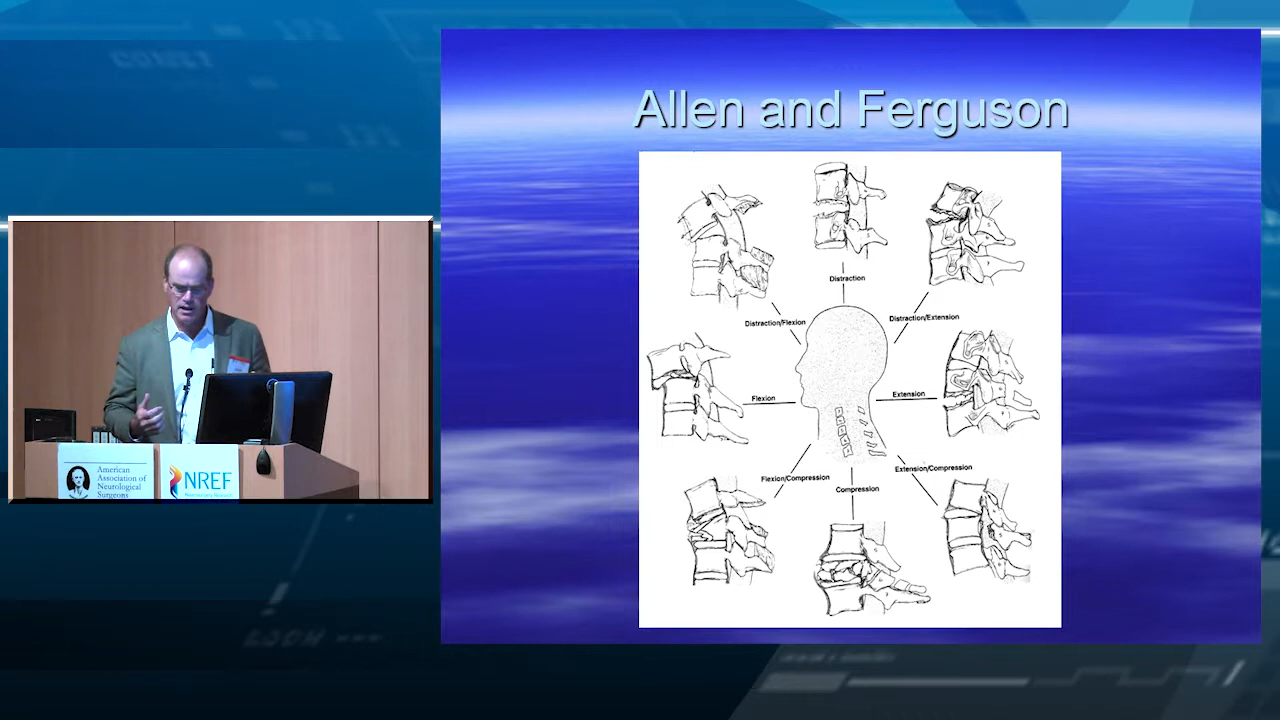 Allen and Ferguson
Distraction
Distraction/Flexion
Distraction/Extension
Flexion
Extension
Flexion/Compression
Extension/Compression
Compression
American
Association of
Neurological
Surgeons
NREF